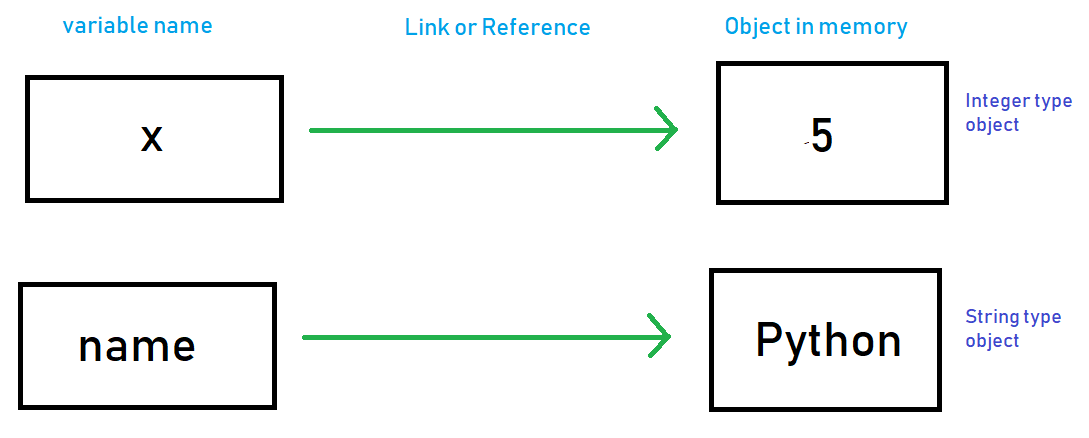 variable name
Link or Reference
Object in memory
x
5
Integer type
object
name
Python
String type
object